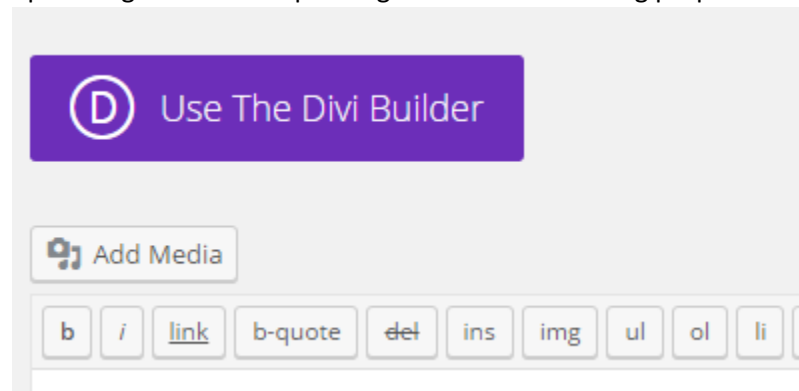 D Use The Divi Builder
Add Media
b i link b-quote del ins img ul ol li